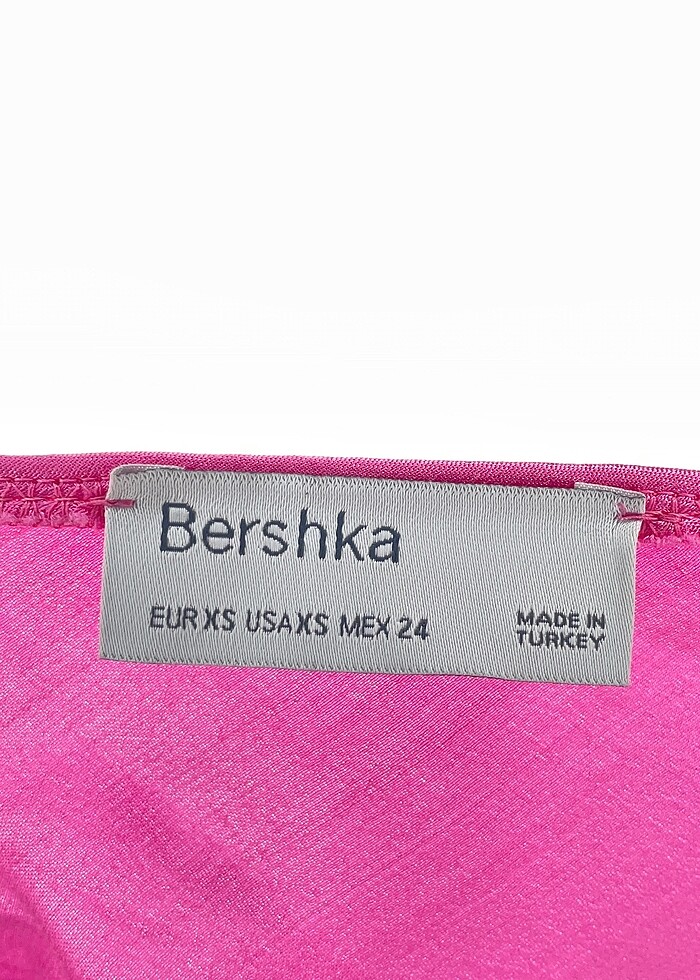 Bershka
EUR XS USA XS MEX 24
MADE IN
TURKEY